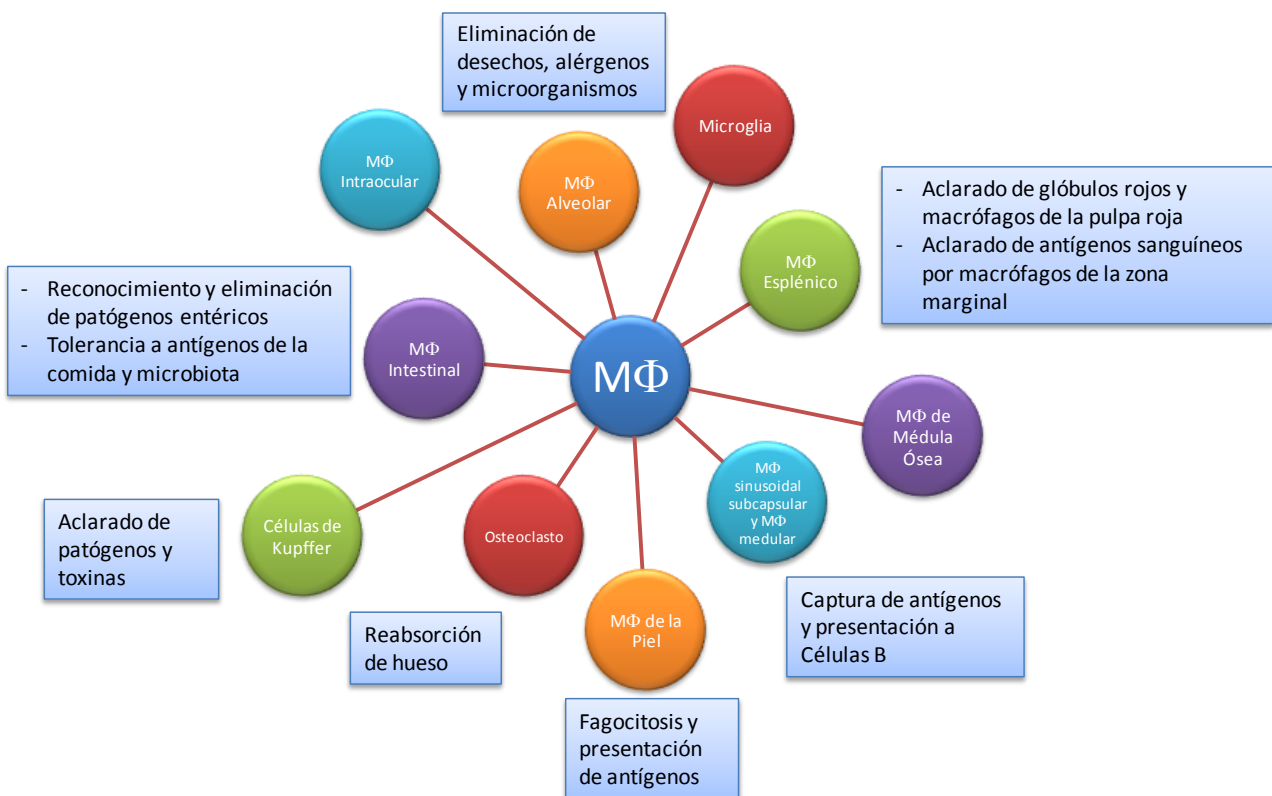 Eliminación de
desechos, alérgenos
y microorganismos
Microglia
MΦ
Intraocular
MΦ
Alveolar
- Aclarado de glóbulos rojos y
macrófagos de la pulpa roja
- Aclarado de antígenos sanguíneos
por macrófagos de la zona
marginal
MΦ
Esplénico
- Reconocimiento y eliminación
de patógenos entéricos
- Tolerancia a antígenos de la
comida y microbiota
MΦ
Intestinal
MΦ
MΦ de
Médula
Ósea
MΦ
sinusoidal
subcapsular
y MΦ
medular
Aclarado de
patógenos y
toxinas
Células de
Kupffer
Osteoclasto
Reabsorción
de hueso
MΦ de la
Piel
Captura de antígenos
y presentación a
Células B
Fagocitosis y
presentación
de antígenos